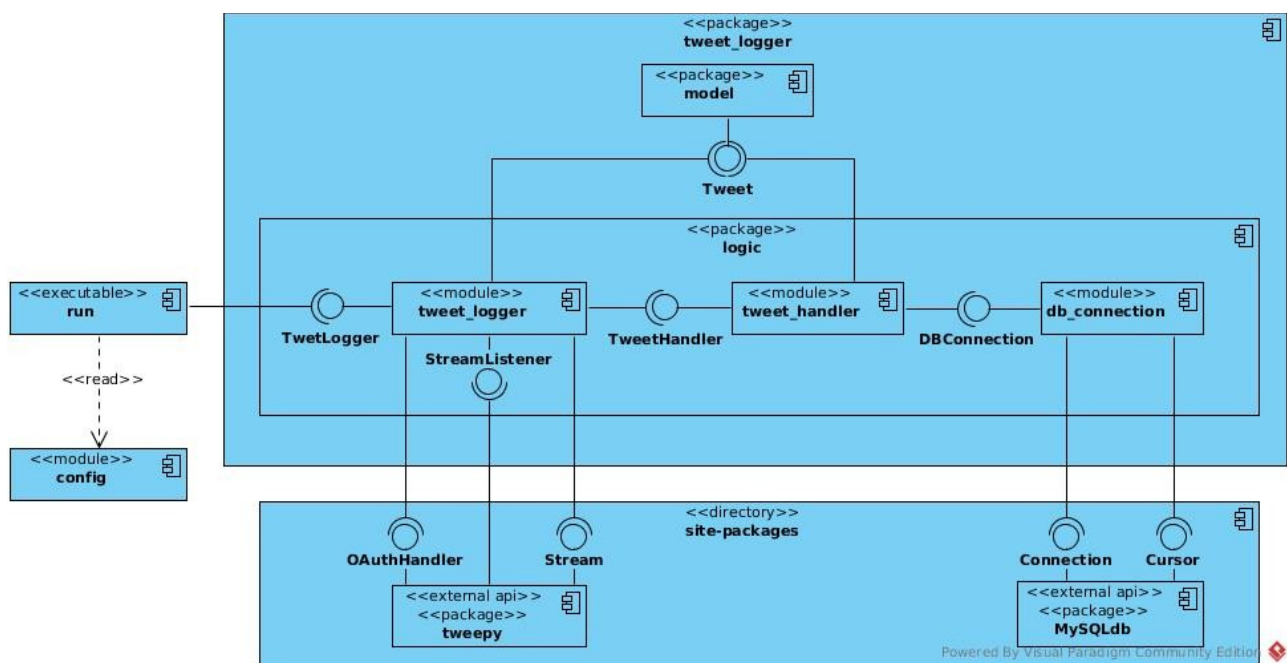 <<package>>
tweet_logger
<<package>>
model
Tweet
<<package>>
logic
<<executable>>
run
<<module>>
tweet_logger
<<module>>
tweet_handler
<<module>>
db_connection
TwetLogger
TweetHandler
DBConnection
StreamListener
<<read>>
<<module>>
config
<<directory>>
site-packages
OAuthHandler
Stream
Connection
Cursor
<<external api>>
<<package>>
tweepy
<<external api>>
<<package>>
MySQLdb
Powered By Visual Paradigm Community Edition